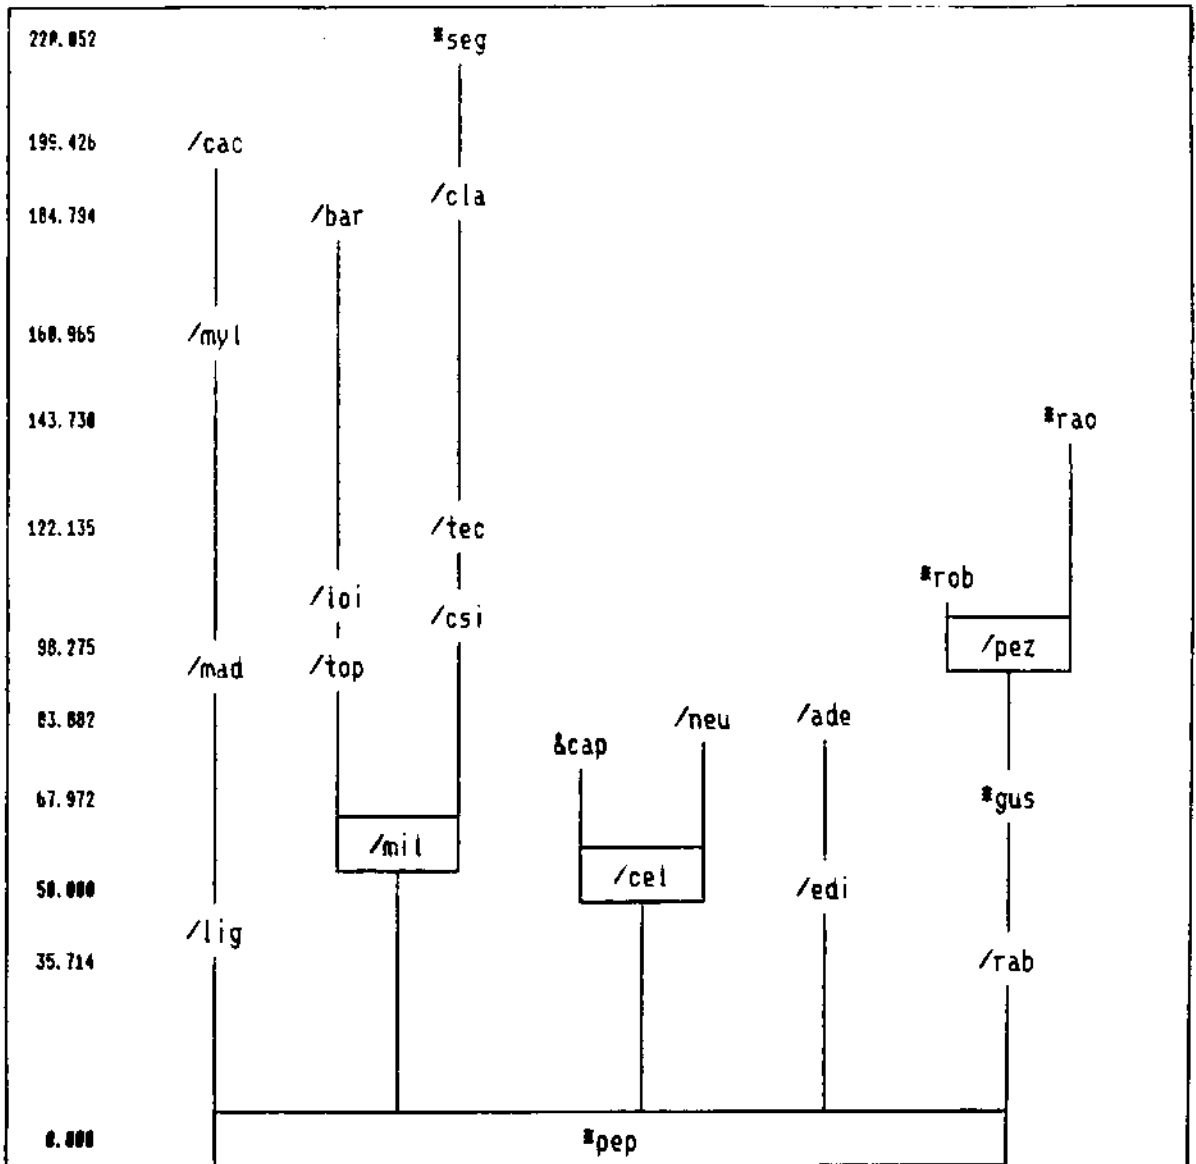 220.052 *seg
199.426 /cac
/cla
184.794 /bar
160.965 /myl
143.730 *rao
122.135 /tec
*rob
/loi
/csi
98.275 /pez
/mad /top
83.882 /neu /ade
&cap
67.972 *gus
/mil
/cel
50.000 /edi
/lig
35.714 /rab
0.000 *pep